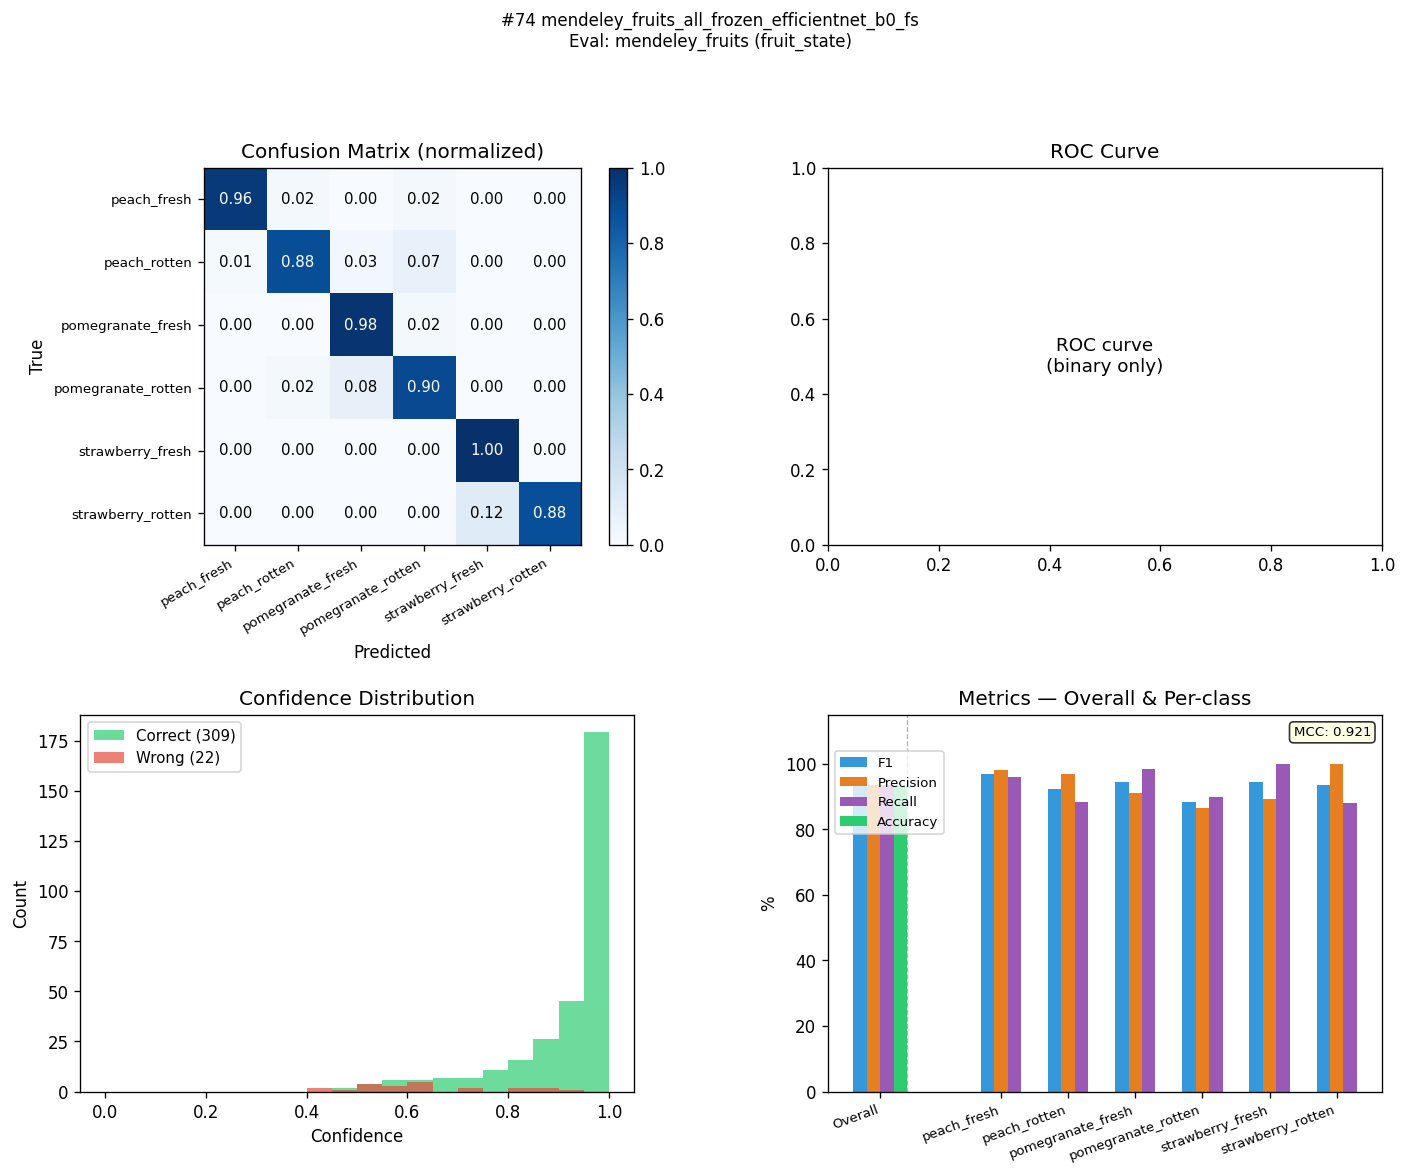 #74 mendeley_fruits_all_frozen_efficientnet_b0_fs
Eval: mendeley_fruits (fruit_state)
Confusion Matrix (normalized)
True
peach_fresh 0.96 0.02 0.00 0.02 0.00 0.00
peach_rotten 0.01 0.88 0.03 0.07 0.00 0.00
pomegranate_fresh 0.00 0.00 0.98 0.02 0.00 0.00
pomegranate_rotten 0.00 0.02 0.08 0.90 0.00 0.00
strawberry_fresh 0.00 0.00 0.00 0.00 1.00 0.00
strawberry_rotten 0.00 0.00 0.00 0.00 0.12 0.88
peach_fresh peach_rotten pomegranate_fresh pomegranate_rotten strawberry_fresh strawberry_rotten
Predicted
1.0
0.8
0.6
0.4
0.2
0.0
ROC Curve
1.0
0.8
0.6
0.4
0.2
0.0
ROC curve
(binary only)
0.0 0.2 0.4 0.6 0.8 1.0
Confidence Distribution
Correct (309)
Wrong (22)
Count
175
150
125
100
75
50
25
0
0.0 0.2 0.4 0.6 0.8 1.0
Confidence
Metrics — Overall & Per-class
MCC: 0.921
F1
Precision
Recall
Accuracy
%
100
80
60
40
20
0
Overall peach_fresh peach_rotten pomegranate_fresh pomegranate_rotten strawberry_fresh strawberry_rotten